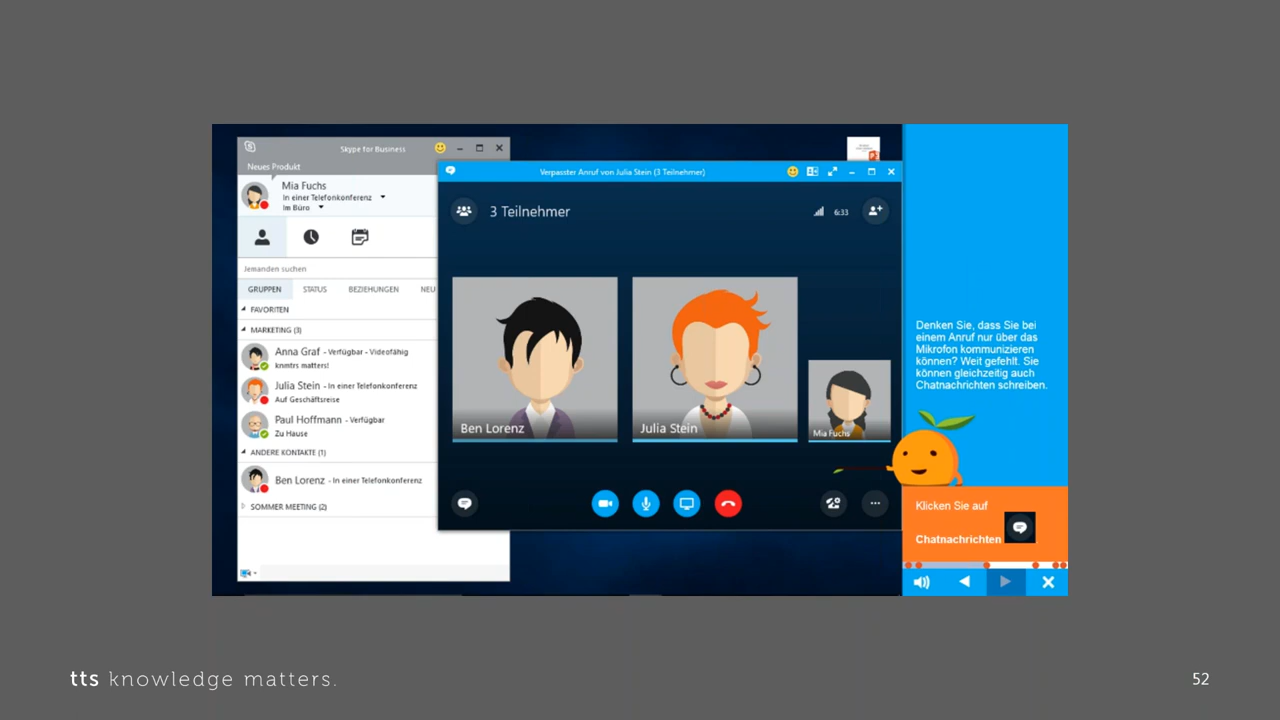 Skype for Business
Neues Produkt
Mia Fuchs
In einer Telefonkonferenz
Im Büro
Jemanden suchen
GRUPPEN STATUS BEZIEHUNGEN NEU
FAVORITEN
MARKETING (3)
Anna Graf - Verfügbar - Videofähig
knmtrs matters!
Julia Stein - In einer Telefonkonferenz
Auf Geschäftsreise
Paul Hoffmann - Verfügbar
Zu Hause
ANDERE KONTAKTE (1)
Ben Lorenz - In einer Telefonkonferenz
SOMMER MEETING (2)
Verpasster Anruf von Julia Stein (3 Teilnehmer)
3 Teilnehmer
6:33
Ben Lorenz
Julia Stein
Mia Fuchs
Denken Sie, dass Sie bei
einem Anruf nur über das
Mikrofon kommunizieren
können? Weit gefehlt. Sie
können gleichzeitig auch
Chatnachrichten schreiben.
Klicken Sie auf
Chatnachrichten
tts knowledge matters.
52